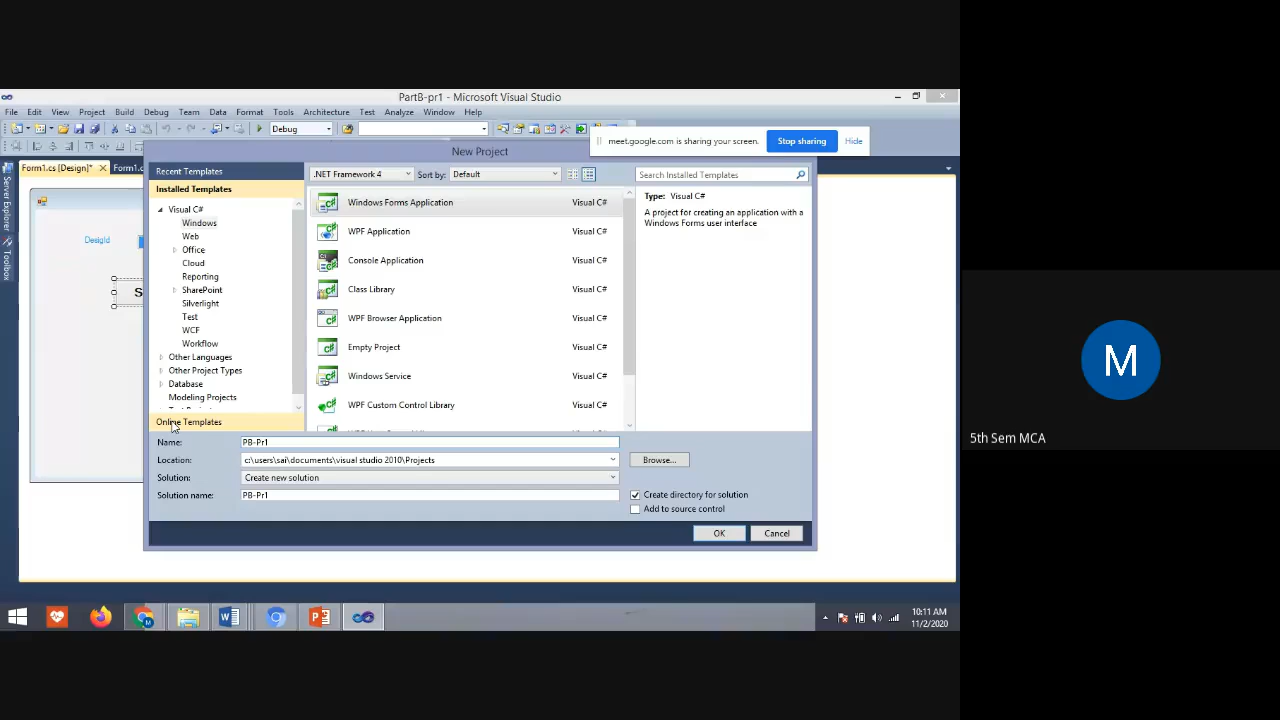 PartB-pr1 - Microsoft Visual Studio
File Edit View Project Build Debug Team Data Format Tools Architecture Test Analyze Window Help
Debug
meet.google.com is sharing your screen. Stop sharing Hide
New Project
Form1.cs [Design]* Form1.c
Server Explorer
Toolbox
DesigId
S
Recent Templates
Installed Templates
Visual C#
Windows
Web
Office
Cloud
Reporting
SharePoint
Silverlight
Test
WCF
Workflow
Other Languages
Other Project Types
Database
Modeling Projects
Online Templates
.NET Framework 4 Sort by: Default
Windows Forms Application Visual C#
WPF Application Visual C#
Console Application Visual C#
Class Library Visual C#
WPF Browser Application Visual C#
Empty Project Visual C#
Windows Service Visual C#
WPF Custom Control Library Visual C#
Search Installed Templates
Type: Visual C#
A project for creating an application with a
Windows Forms user interface
Name: PB-Pr1
Location: c:\users\sai\documents\visual studio 2010\Projects Browse...
Solution: Create new solution
Solution name: PB-Pr1
Create directory for solution
Add to source control
OK Cancel
10:11 AM
11/2/2020
M
5th Sem MCA